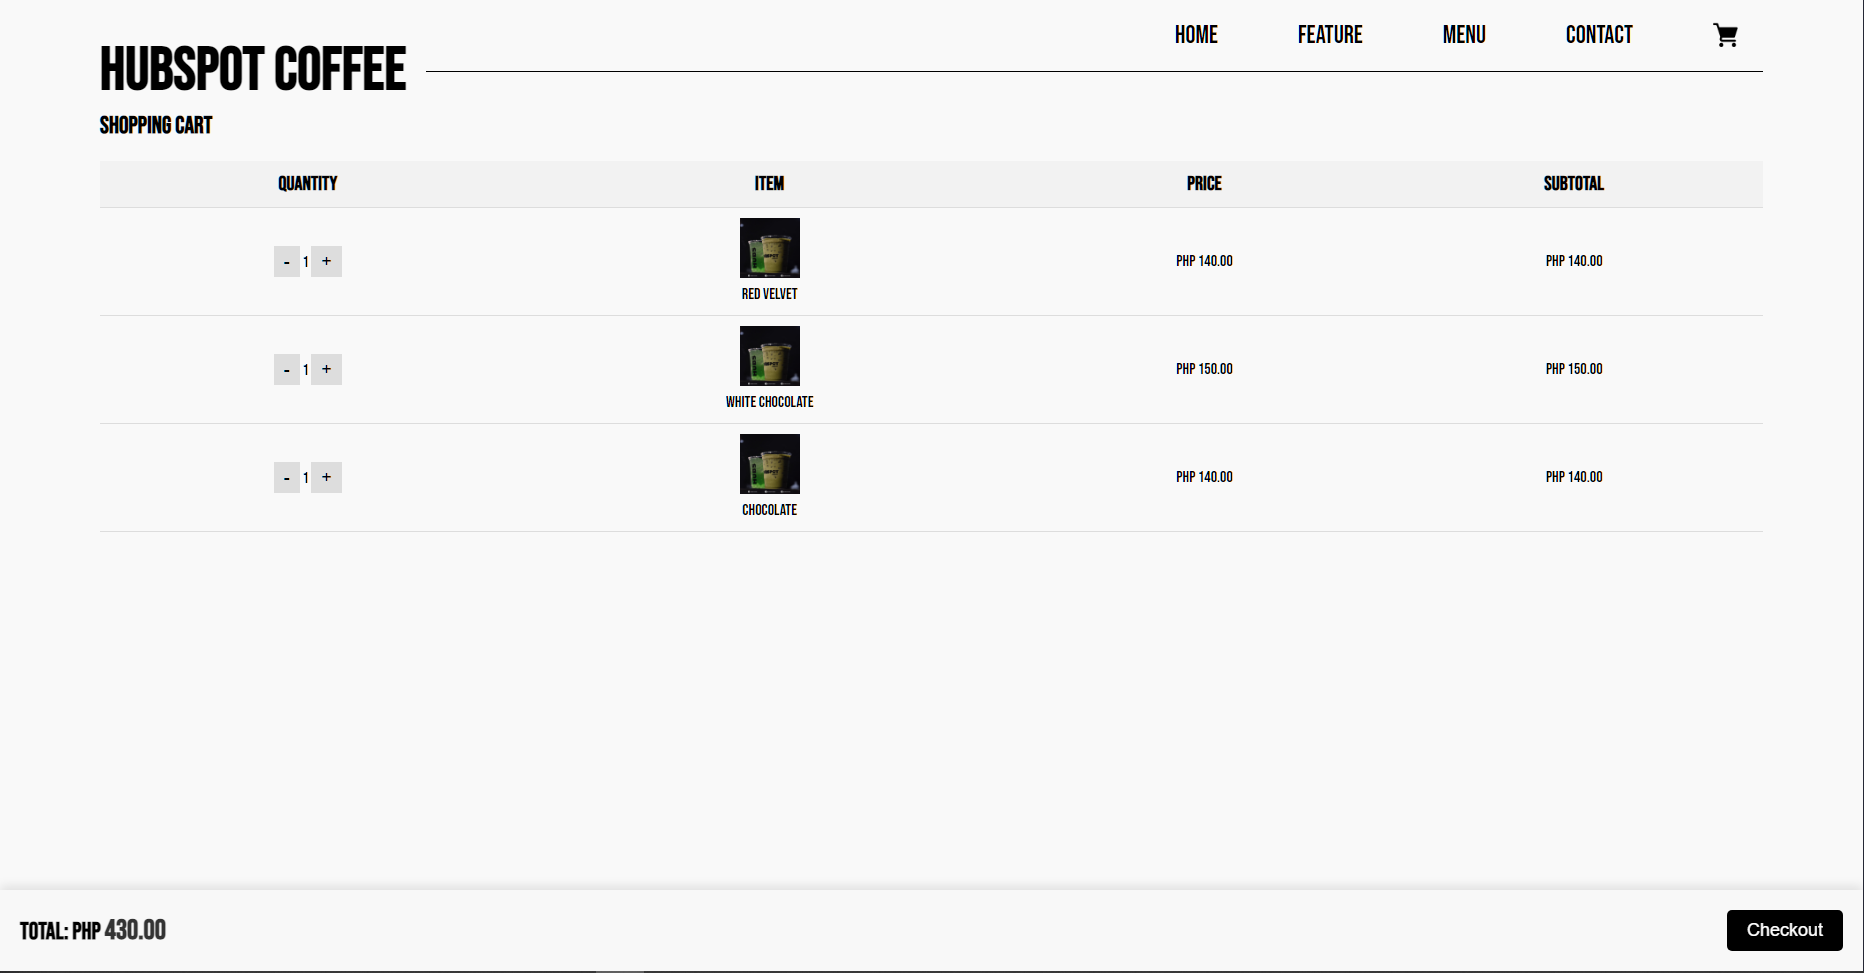 HOME FEATURE MENU CONTACT
HUBSPOT COFFEE
SHOPPING CART
QUANTITY ITEM PRICE SUBTOTAL
- 1 + PHP 140.00 PHP 140.00
RED VELVET
- 1 + PHP 150.00 PHP 150.00
WHITE CHOCOLATE
- 1 + PHP 140.00 PHP 140.00
CHOCOLATE
TOTAL: PHP 430.00 Checkout